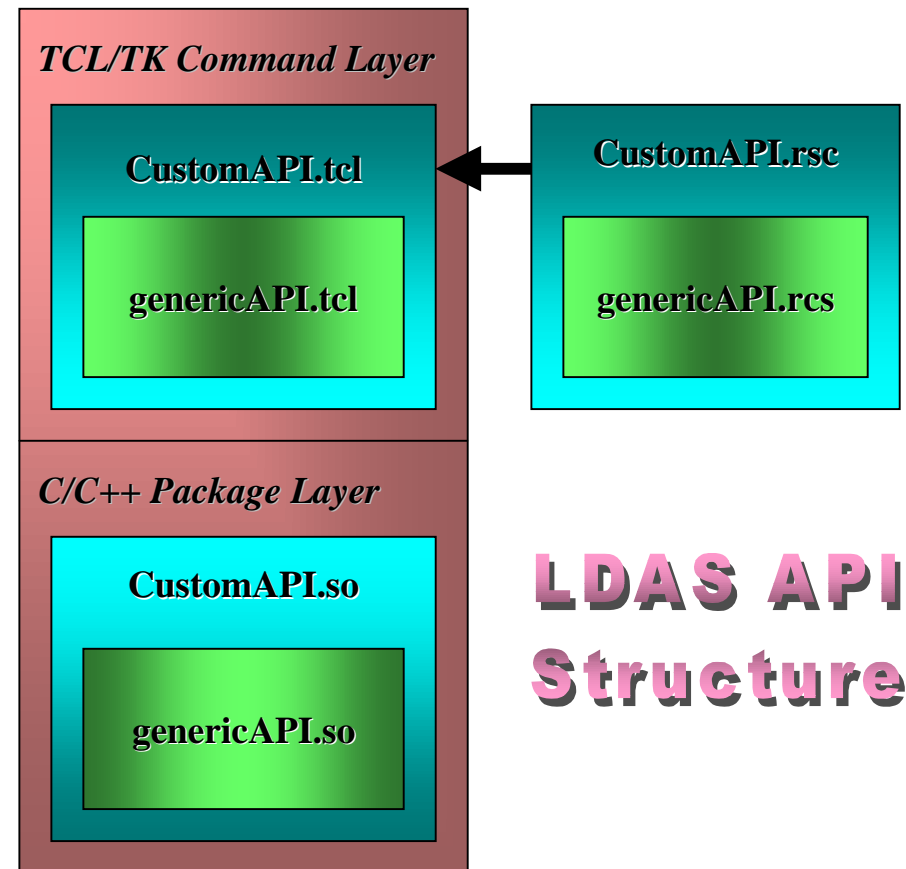 TCL/TK Command Layer
CustomAPI.tcl
genericAPI.tcl
CustomAPI.rsc
genericAPI.rcs
C/C++ Package Layer
CustomAPI.so
genericAPI.so
LDAS API
Structure